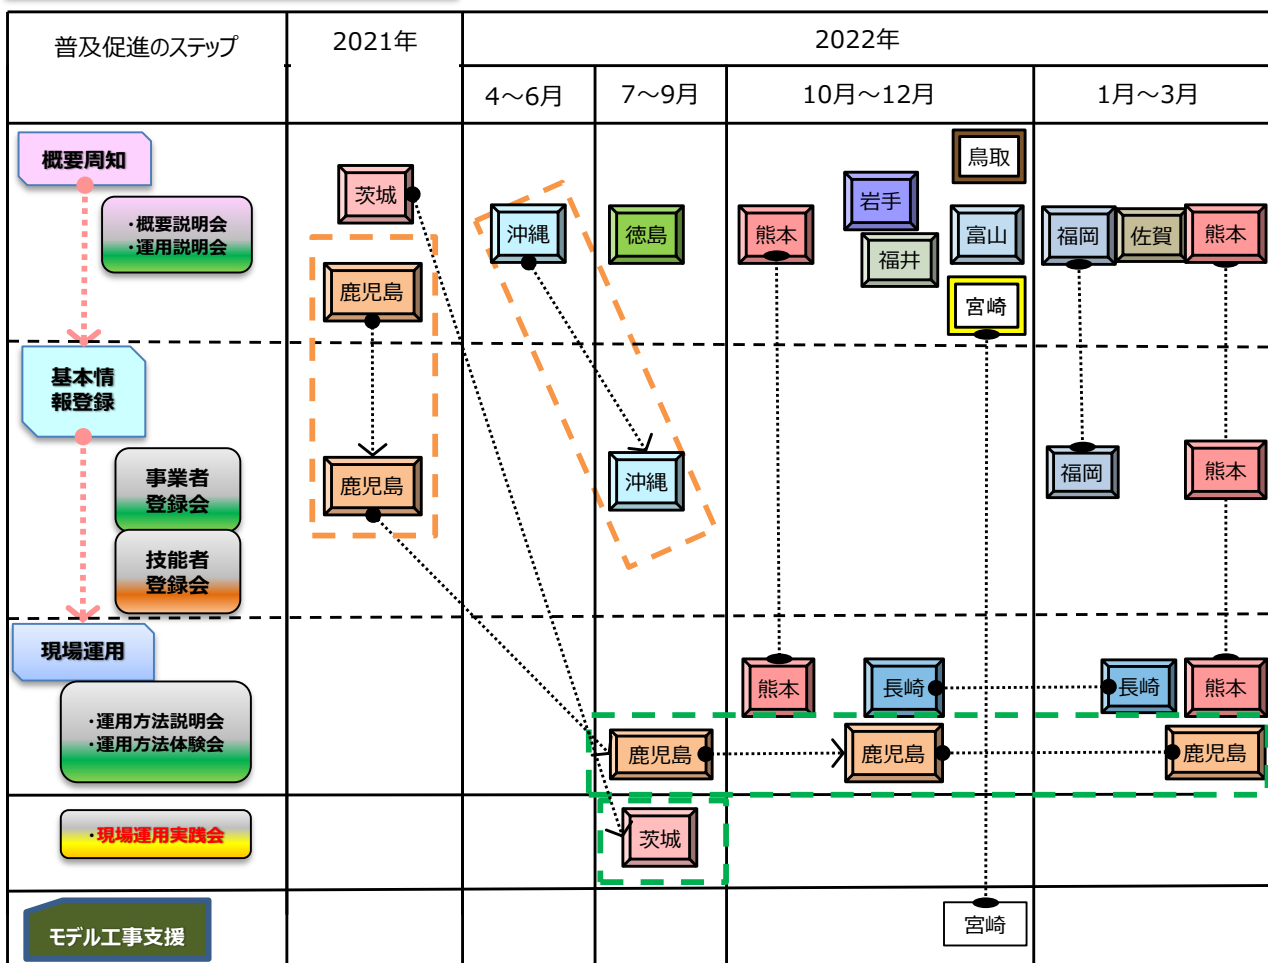 普及促進のステップ
2021年
2022年
4～6月
7～9月
10月～12月
1月～3月
概要周知
・概要説明会
・運用説明会
茨城
鹿児島
沖縄
徳島
熊本
岩手
福井
鳥取
富山
宮崎
福岡
佐賀
熊本
基本情
報登録
事業者
登録会
技能者
登録会
鹿児島
沖縄
福岡
熊本
現場運用
・運用方法説明会
・運用方法体験会
熊本
長崎
長崎
熊本
鹿児島
鹿児島
鹿児島
・現場運用実践会
茨城
モデル工事支援
宮崎